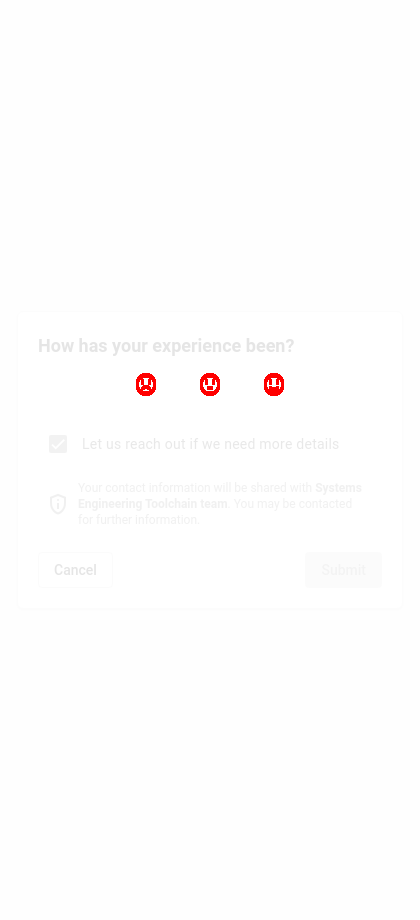 How has your experience been?
Let us reach out if we need more details
Your contact information will be shared with Systems
Engineering Toolchain team. You may be contacted
for further information.
Cancel
Submit